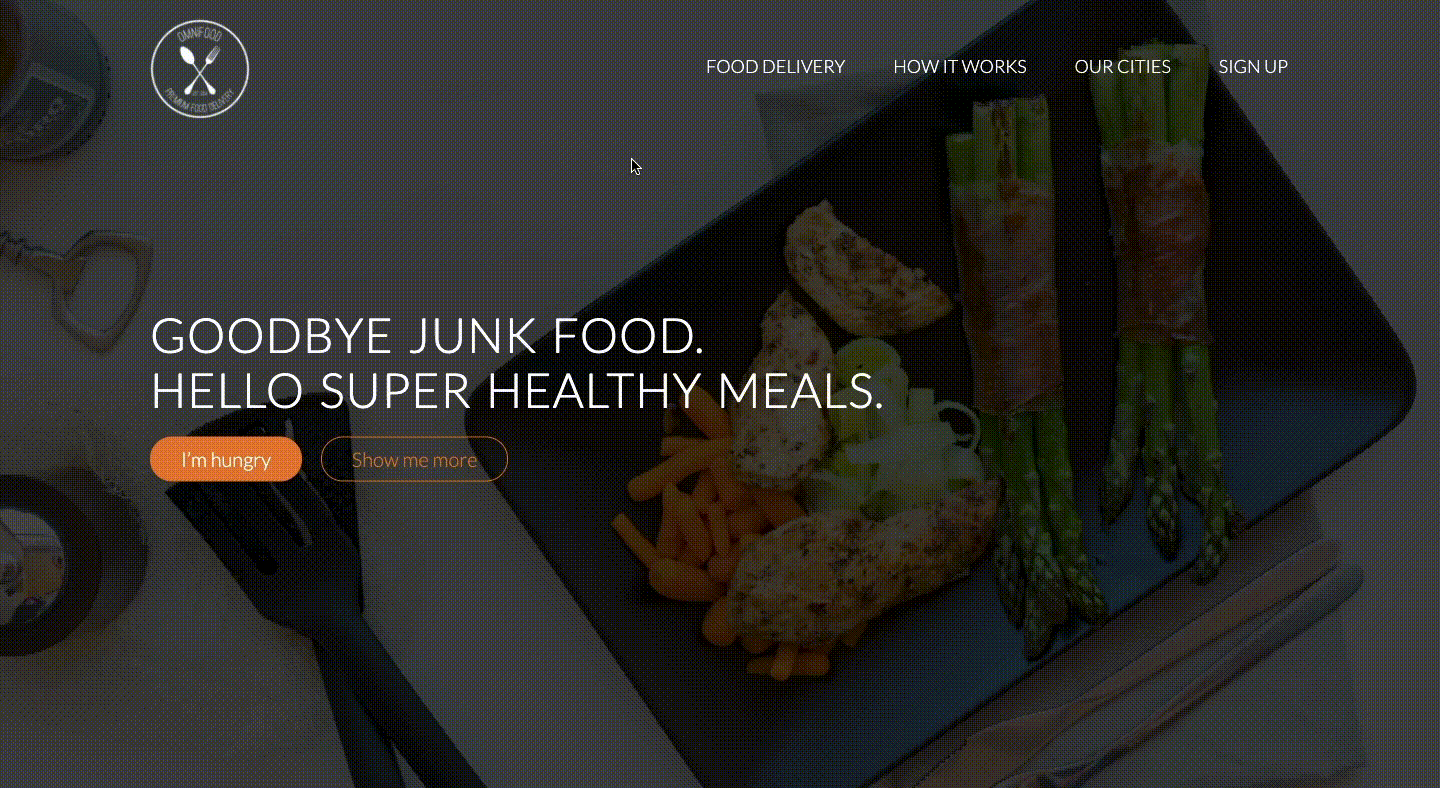 OMNIFOOD
PREMIUM FOOD DELIVERY
FOOD DELIVERY
HOW IT WORKS
OUR CITIES
SIGN UP
GOODBYE JUNK FOOD.
HELLO SUPER HEALTHY MEALS.
I'm hungry
Show me more